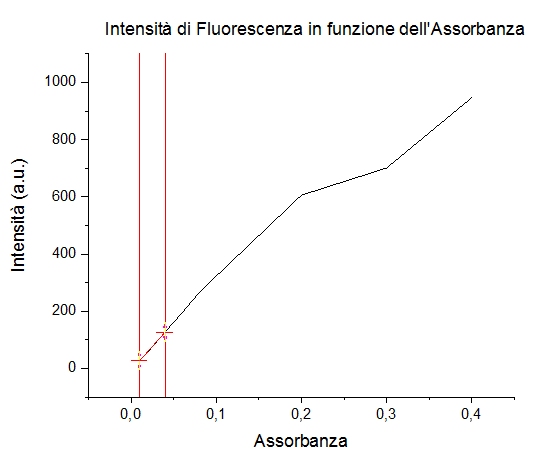 Intensità di Fluorescenza in funzione dell'Assorbanza
1000
800
600
400
200
0
Intensità (a.u.)
0,0 0,1 0,2 0,3 0,4
Assorbanza